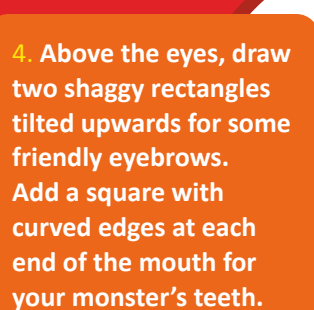 4. Above the eyes, draw
two shaggy rectangles
tilted upwards for some
friendly eyebrows.
Add a square with
curved edges at each
end of the mouth for
your monster's teeth.